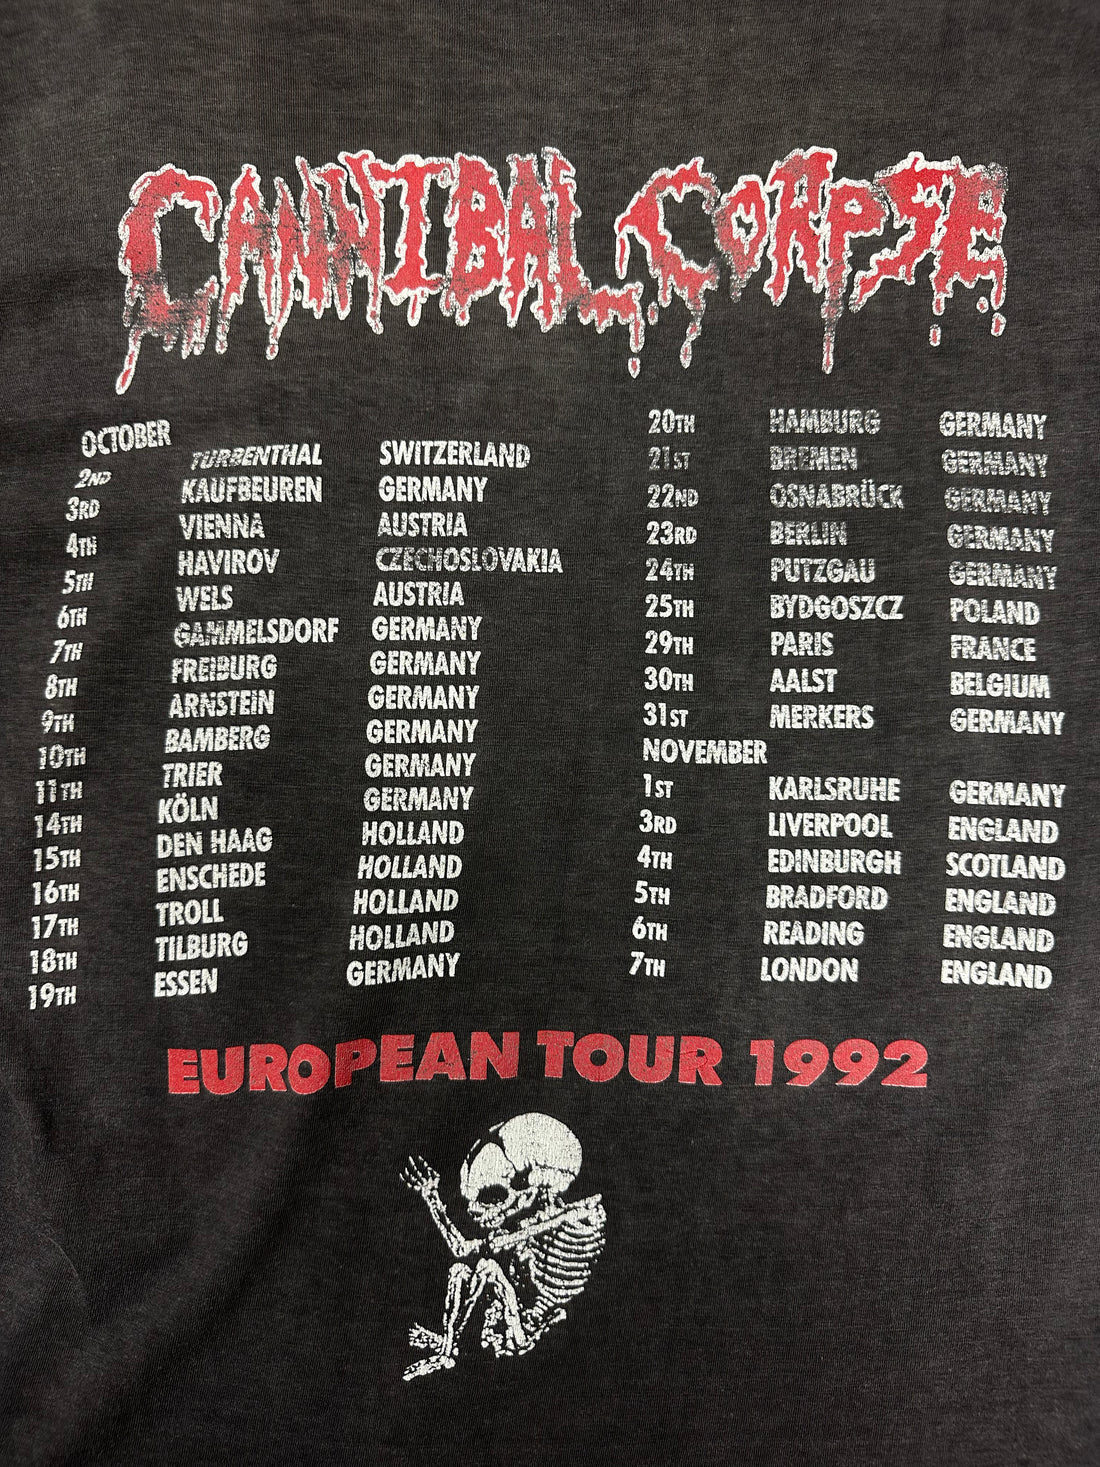 CANNIBAL CORPSE
OCTOBER
2ND TURBENTHAL SWITZERLAND
3RD KAUFBEUREN GERMANY
4TH VIENNA AUSTRIA
5TH HAVIROV CZECHOSLOVAKIA
6TH WELS AUSTRIA
7TH GAMMELSDORF GERMANY
8TH FREIBURG GERMANY
9TH ARNSTEIN GERMANY
10TH BAMBERG GERMANY
11TH TRIER GERMANY
14TH KÖLN GERMANY
15TH DEN HAAG HOLLAND
16TH ENSCHEDE HOLLAND
17TH TROLL HOLLAND
18TH TILBURG HOLLAND
19TH ESSEN GERMANY
20TH HAMBURG GERMANY
21ST BREMEN GERMANY
22ND OSNABRÜCK GERMANY
23RD BERLIN GERMANY
24TH PUTZGAU GERMANY
25TH BYDGOSZCZ POLAND
29TH PARIS FRANCE
30TH AALST BELGIUM
31ST MERKERS GERMANY
NOVEMBER
1ST KARLSRUHE GERMANY
3RD LIVERPOOL ENGLAND
4TH EDINBURGH SCOTLAND
5TH BRADFORD ENGLAND
6TH READING ENGLAND
7TH LONDON ENGLAND
EUROPEAN TOUR 1992